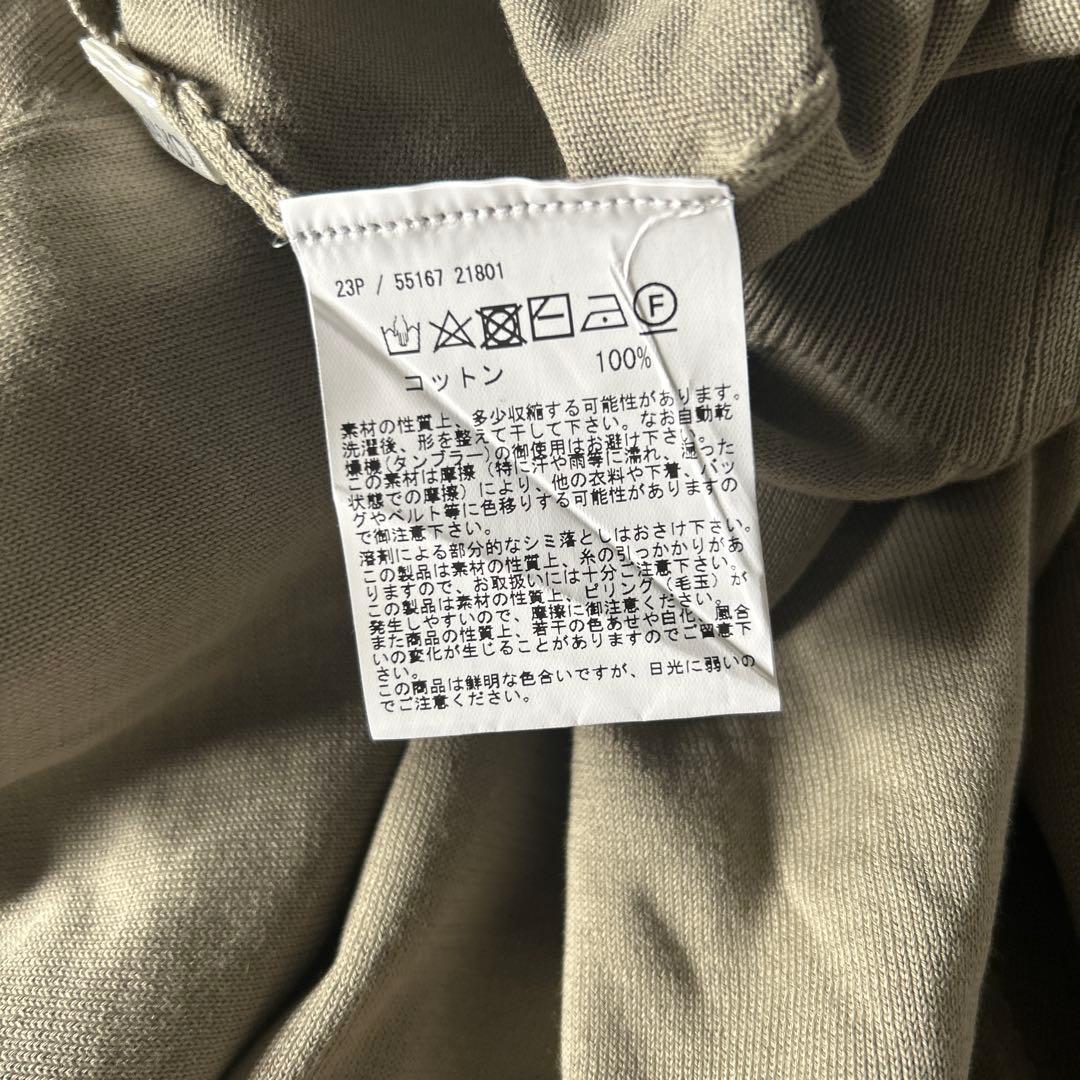 23P / 55167 21801
F
コットン 100%
素材の性質上、多少収縮する可能性があります。
洗濯後、形を整えて干して下さい。なお自動乾
燥機(タンブラー)の御使用はお避け下さい。
この素材は摩擦（特に汗や雨等に濡れ、湿った
状態での摩擦）により、他の衣料や下着、バッ
グやベルト等に色移りする可能性がありますの
で御注意下さい。
溶剤による部分的なシミ落としはおさけ下さい。
この製品は素材の性質上、糸の引っかかりがあ
りますので、お取扱いには十分ご注意下さい。
この製品は素材の性質上、ピリング（毛玉）が
発生しやすいので、摩擦に御注意ください。
また商品の性質上、若干の色あせや白化、風合
いの変化が生じることがありますのでご留意下
さい。
この商品は鮮明な色合いですが、日光に弱いの
でご注意ください。